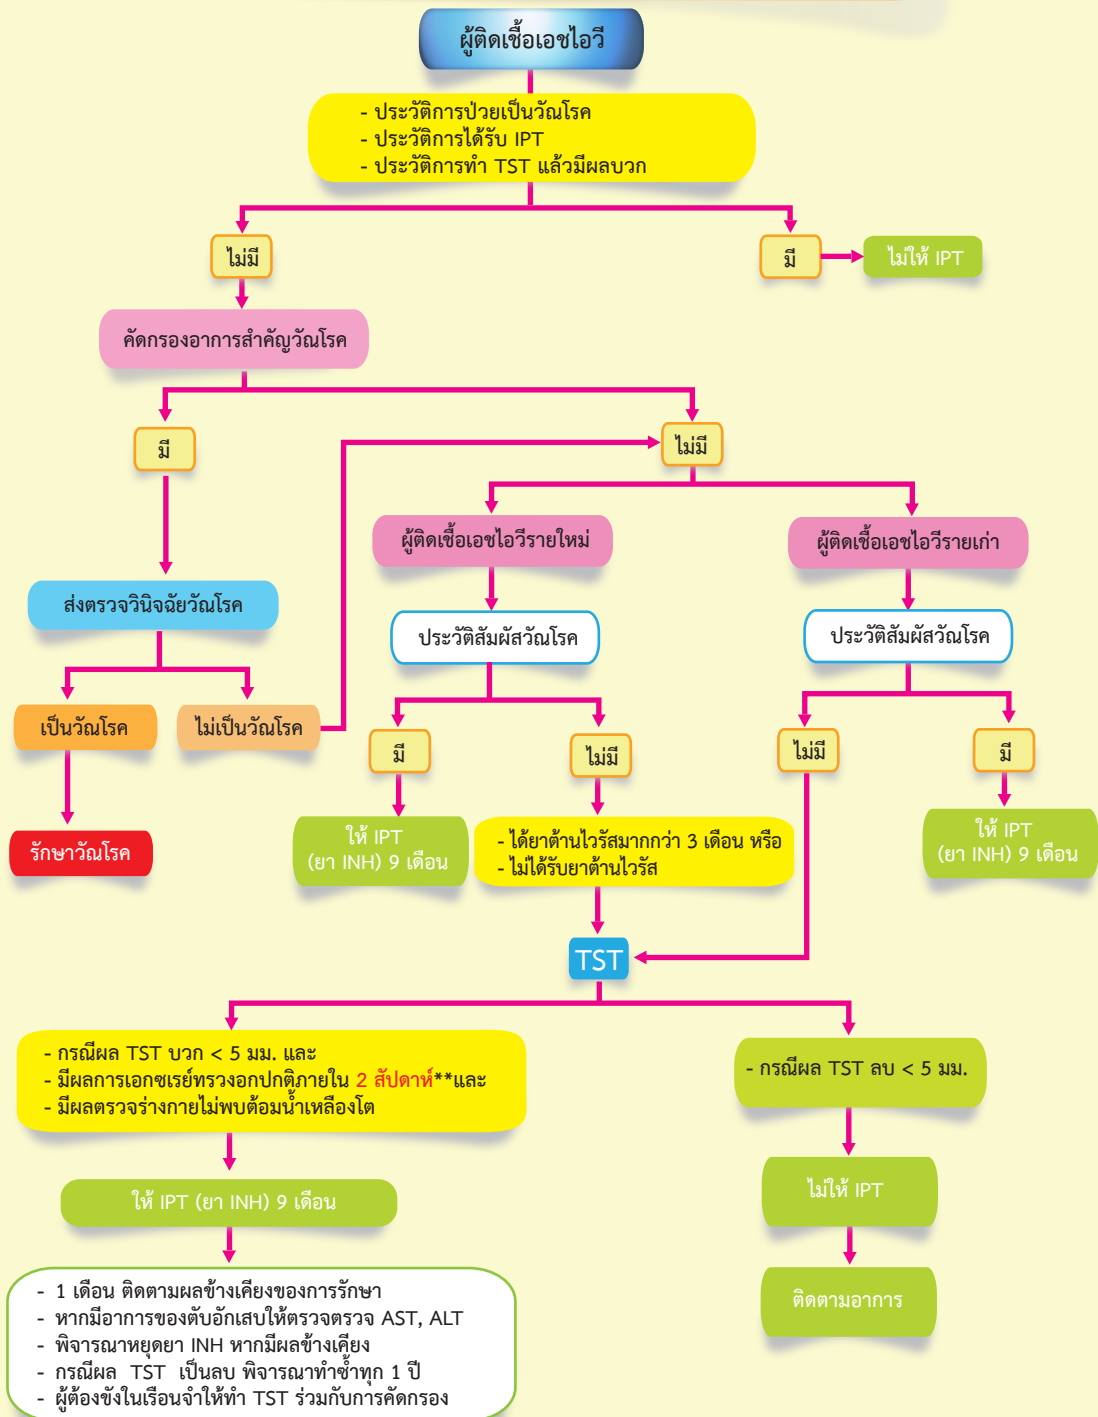 ผู้ติดเชื้อเอชไอวี
- ประวัติการป่วยเป็นวัณโรค
- ประวัติการได้รับ IPT
- ประวัติการทำ TST แล้วมีผลบวก
ไม่มี
มี
ไม่ให้ IPT
คัดกรองอาการสำคัญวัณโรค
มี
ไม่มี
ผู้ติดเชื้อเอชไอวีรายใหม่
ผู้ติดเชื้อเอชไอวีรายเก่า
ส่งตรวจวินิจฉัยวัณโรค
ประวัติสัมผัสวัณโรค
ประวัติสัมผัสวัณโรค
เป็นวัณโรค
ไม่เป็นวัณโรค
มี
ไม่มี
ไม่มี
มี
รักษาวัณโรค
ให้ IPT
(ยา INH) 9 เดือน
- ได้ยาต้านไวรัสมากกว่า 3 เดือน หรือ
- ไม่ได้รับยาต้านไวรัส
ให้ IPT
(ยา INH) 9 เดือน
TST
- กรณีผล TST บวก < 5 มม. และ
- มีผลการเอกซเรย์ทรวงอกปกติภายใน 2 สัปดาห์**และ
- มีผลตรวจร่างกายไม่พบต้อมน้ำเหลืองโต
- กรณีผล TST ลบ < 5 มม.
ให้ IPT (ยา INH) 9 เดือน
ไม่ให้ IPT
- 1 เดือน ติดตามผลข้างเคียงของการรักษา
- หากมีอาการของตับอักเสบให้ตรวจตรวจ AST, ALT
- พิจารณาหยุดยา INH หากมีผลข้างเคียง
- กรณีผล TST เป็นลบ พิจารณาทำซ้ำทุก 1 ปี
- ผู้ต้องขังในเรือนจำให้ทำ TST ร่วมกับการคัดกรอง
ติดตามอาการ